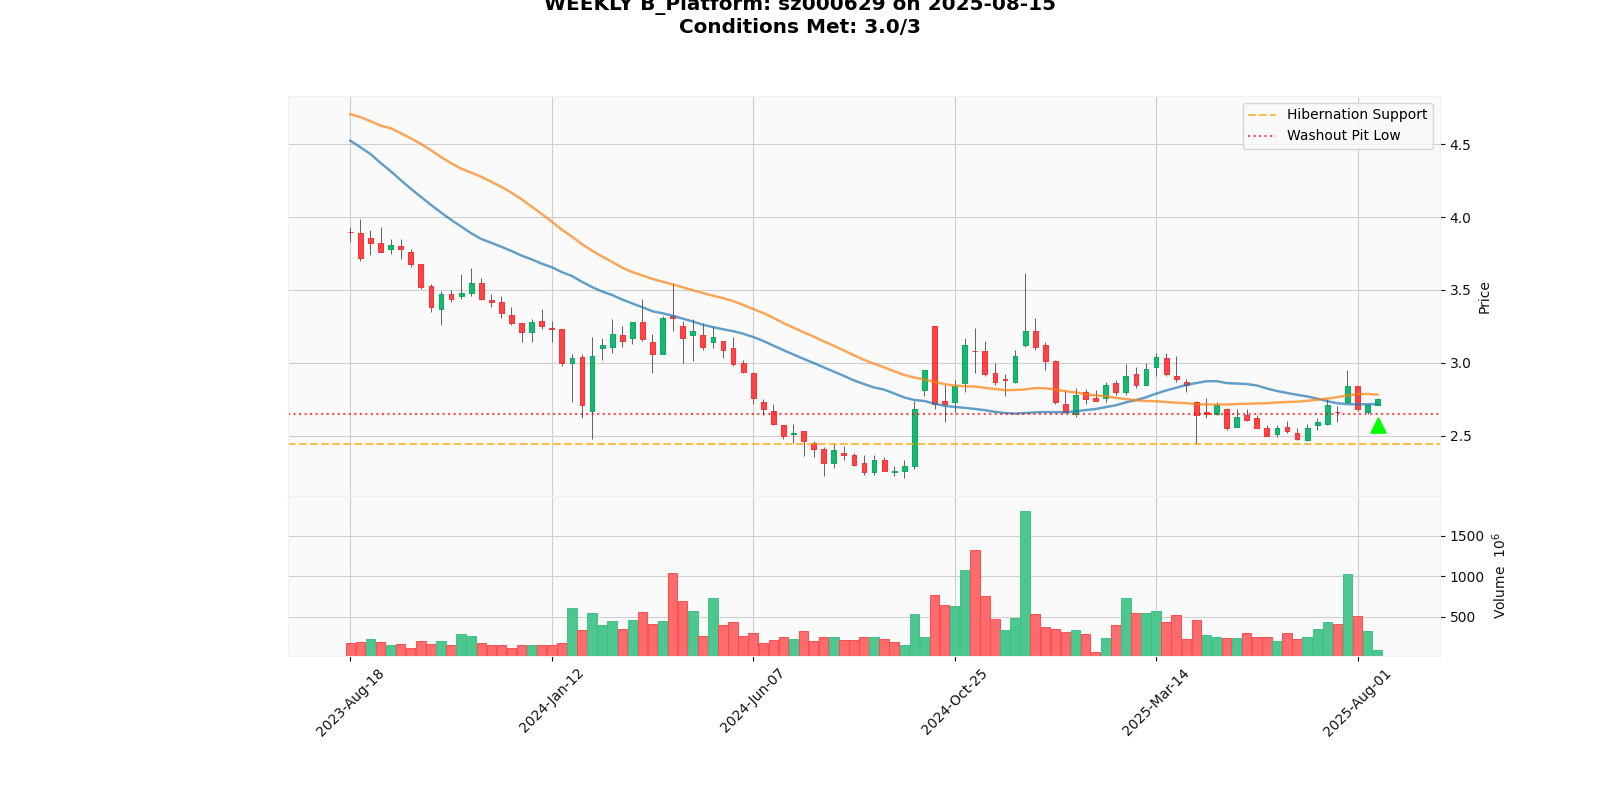 WEEKLY B_Platform: sz000629 on 2025-08-15
Conditions Met: 3.0/3
Hibernation Support
Washout Pit Low
4.5
4.0
3.5
3.0
2.5
Price
1500
1000
500
Volume 10^6
2023-Aug-18
2024-Jan-12
2024-Jun-07
2024-Oct-25
2025-Mar-14
2025-Aug-01